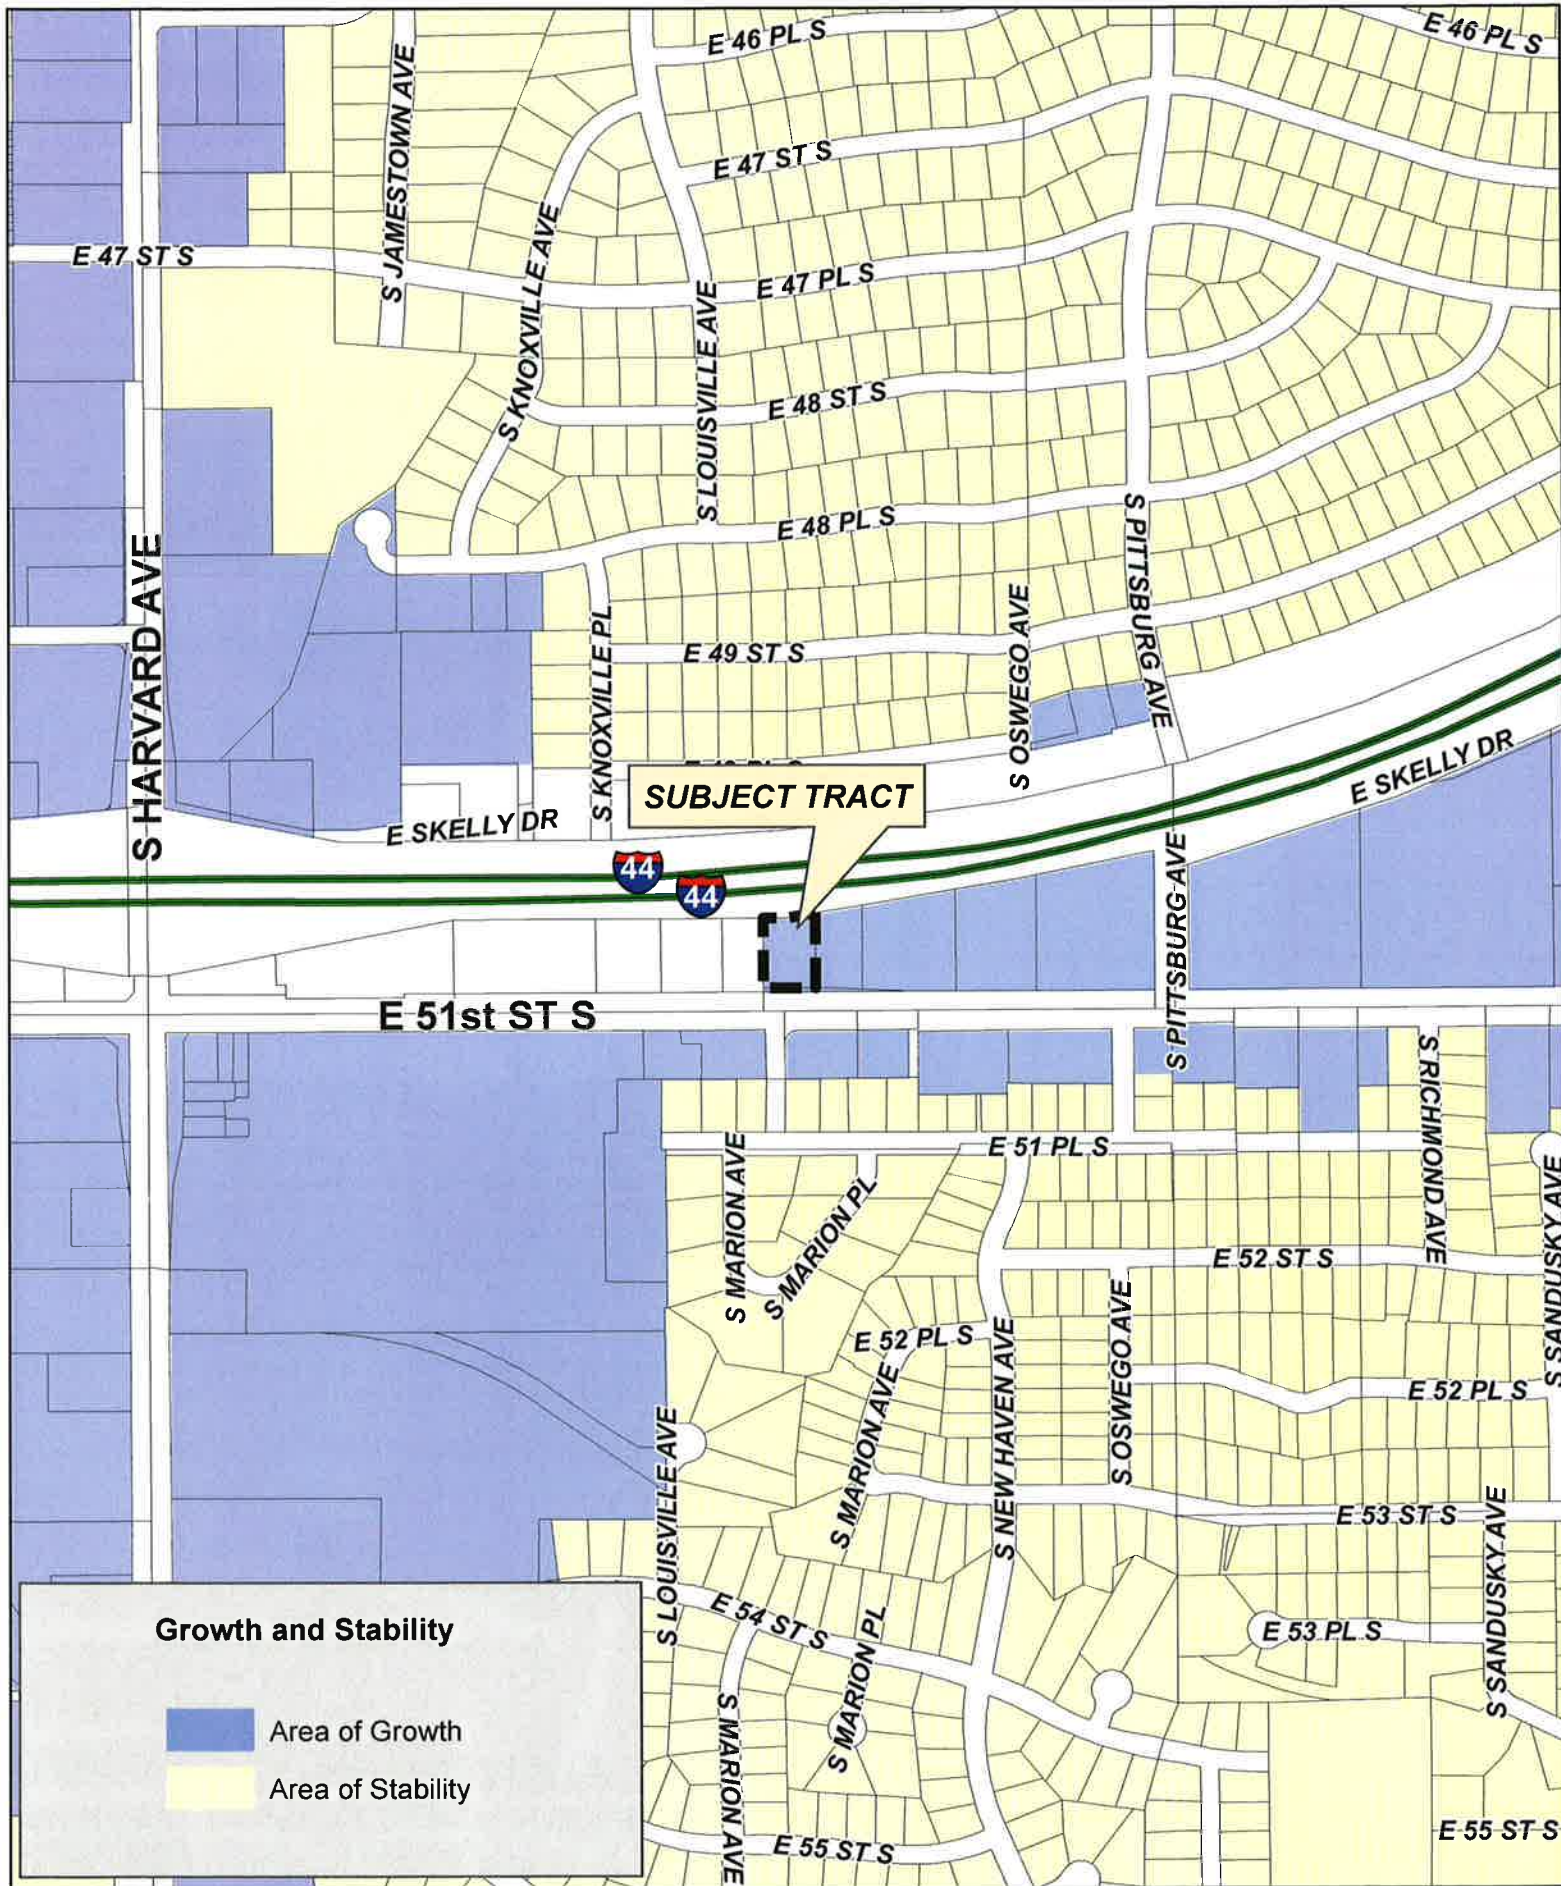 E 46 PL S
E 46 PL S
S JAMESTOWN AVE
E 47 ST S
S KNOXVILLE AVE
E 47 ST S
E 47 PL S
S LOUISVILLE AVE
E 48 ST S
E 48 PL S
S PITTSBURG AVE
S HARVARD AVE
S KNOXVILLE PL
E 49 ST S
S OSWEGO AVE
E SKELLY DR
SUBJECT TRACT
E SKELLY DR
44
44
S PITTSBURG AVE
E 51st ST S
S RICHMOND AVE
E 51 PL S
S MARION AVE
S MARION PL
S SANDUSKY AVE
E 52 ST S
S OSWEGO AVE
E 52 PL S
S NEW HAVEN AVE
S MARION AVE
E 52 PL S
S LOUISVILLE AVE
E 53 ST S
S SANDUSKY AVE
E 54 ST S
S MARION PL
E 53 PL S
S MARION AVE
E 55 ST S
E 55 ST S
Growth and Stability
Area of Growth
Area of Stability